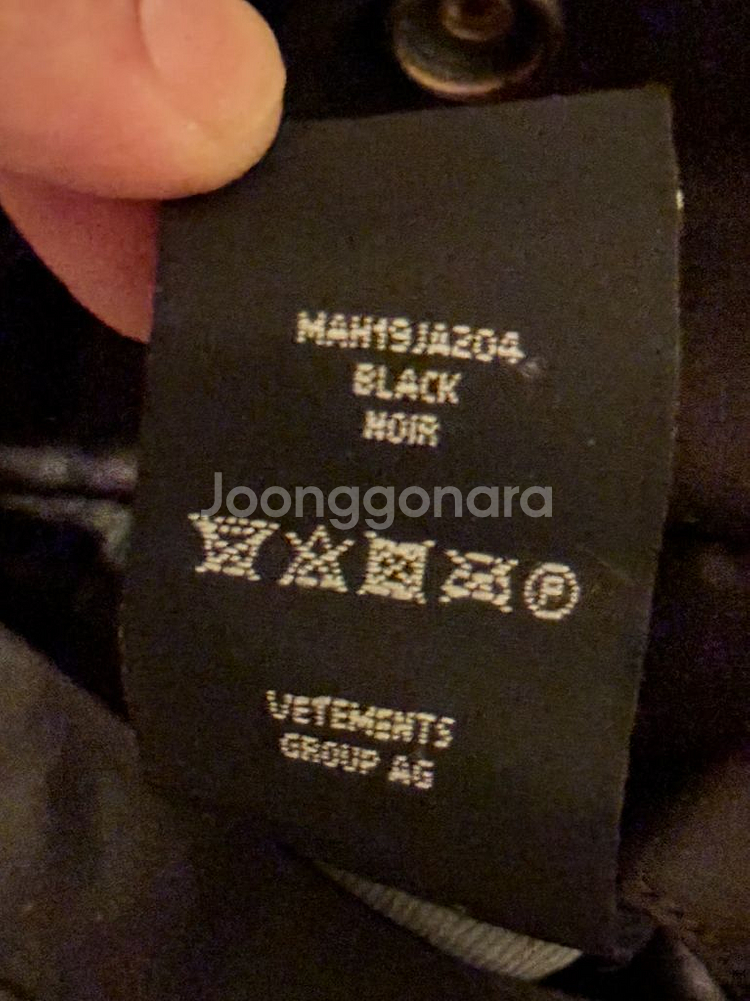 MAH19JA204
BLACK
NOIR
Joonggonara
P
VETEMENTS
GROUP AG